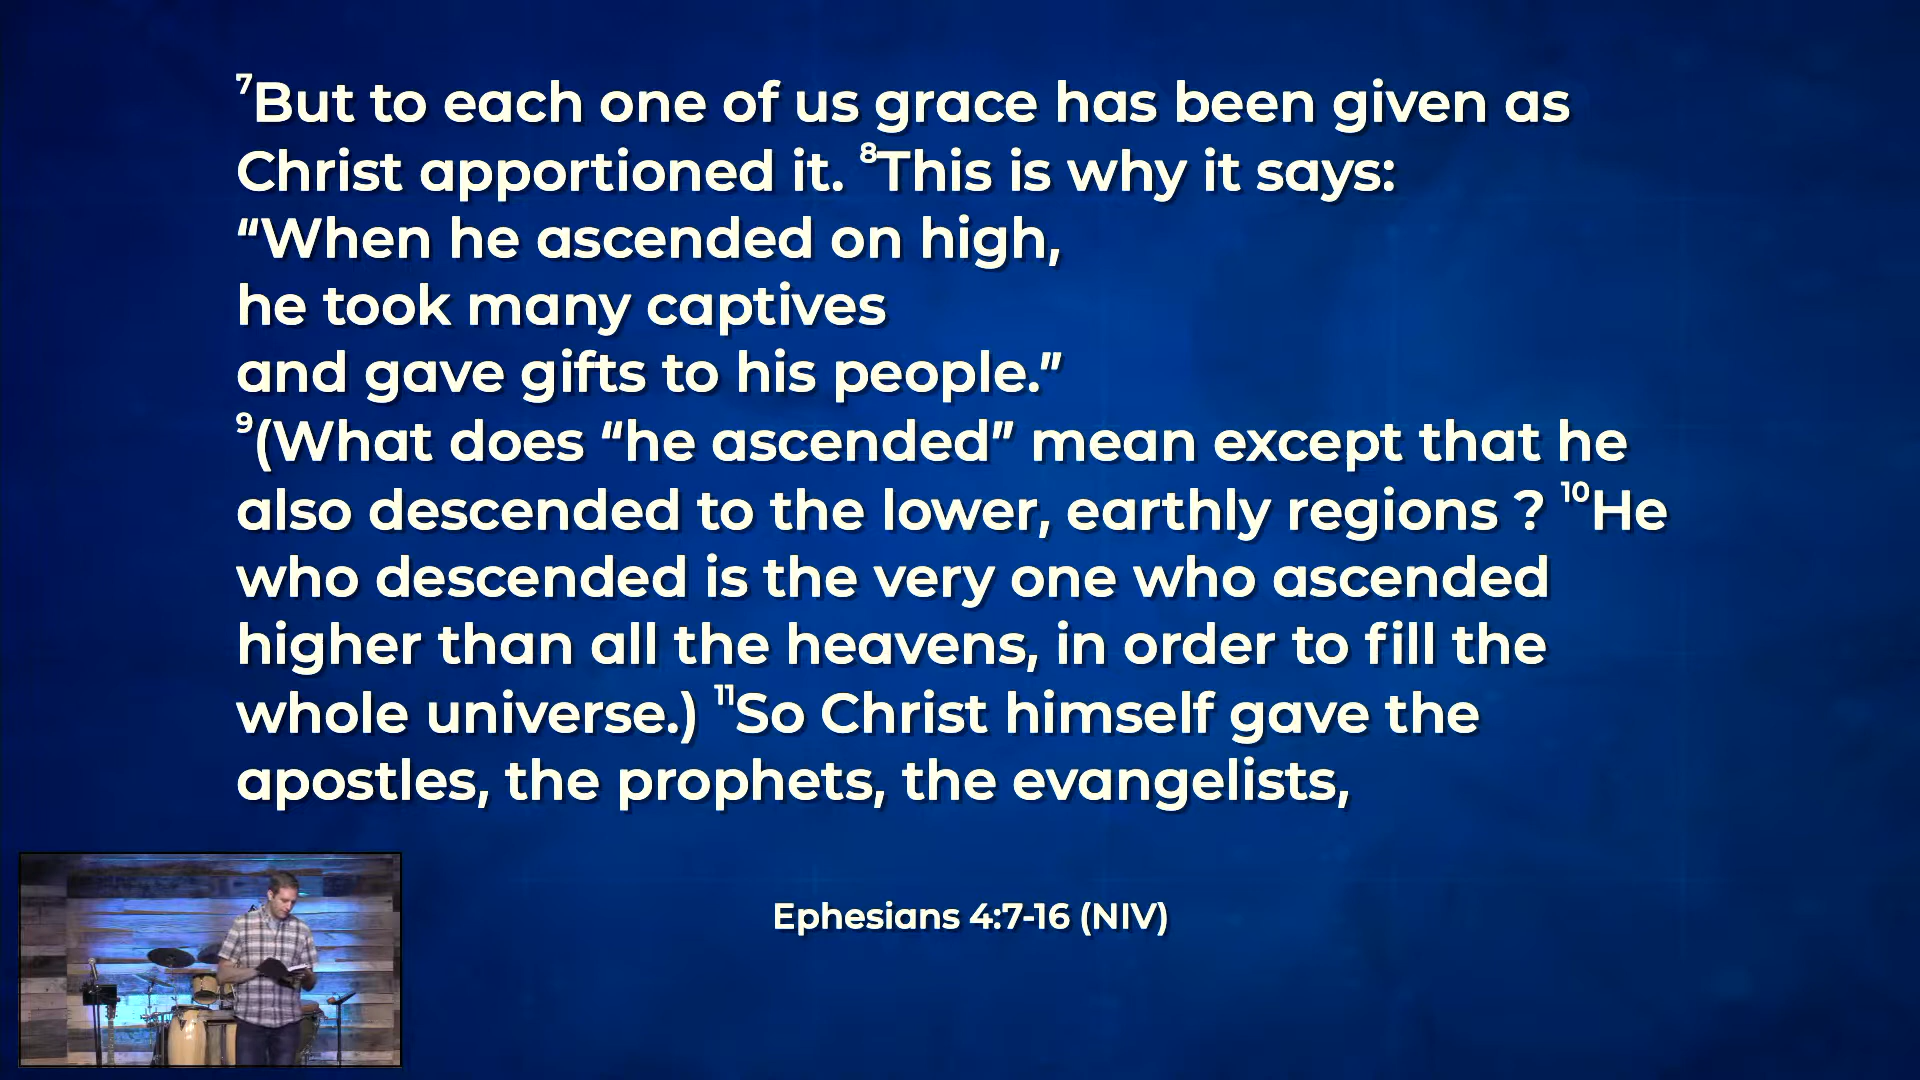 ⁷But to each one of us grace has been given as
Christ apportioned it. ⁸This is why it says:
“When he ascended on high,
he took many captives
and gave gifts to his people.”
⁹(What does “he ascended” mean except that he
also descended to the lower, earthly regions ? ¹⁰He
who descended is the very one who ascended
higher than all the heavens, in order to fill the
whole universe.) ¹¹So Christ himself gave the
apostles, the prophets, the evangelists,
Ephesians 4:7-16 (NIV)